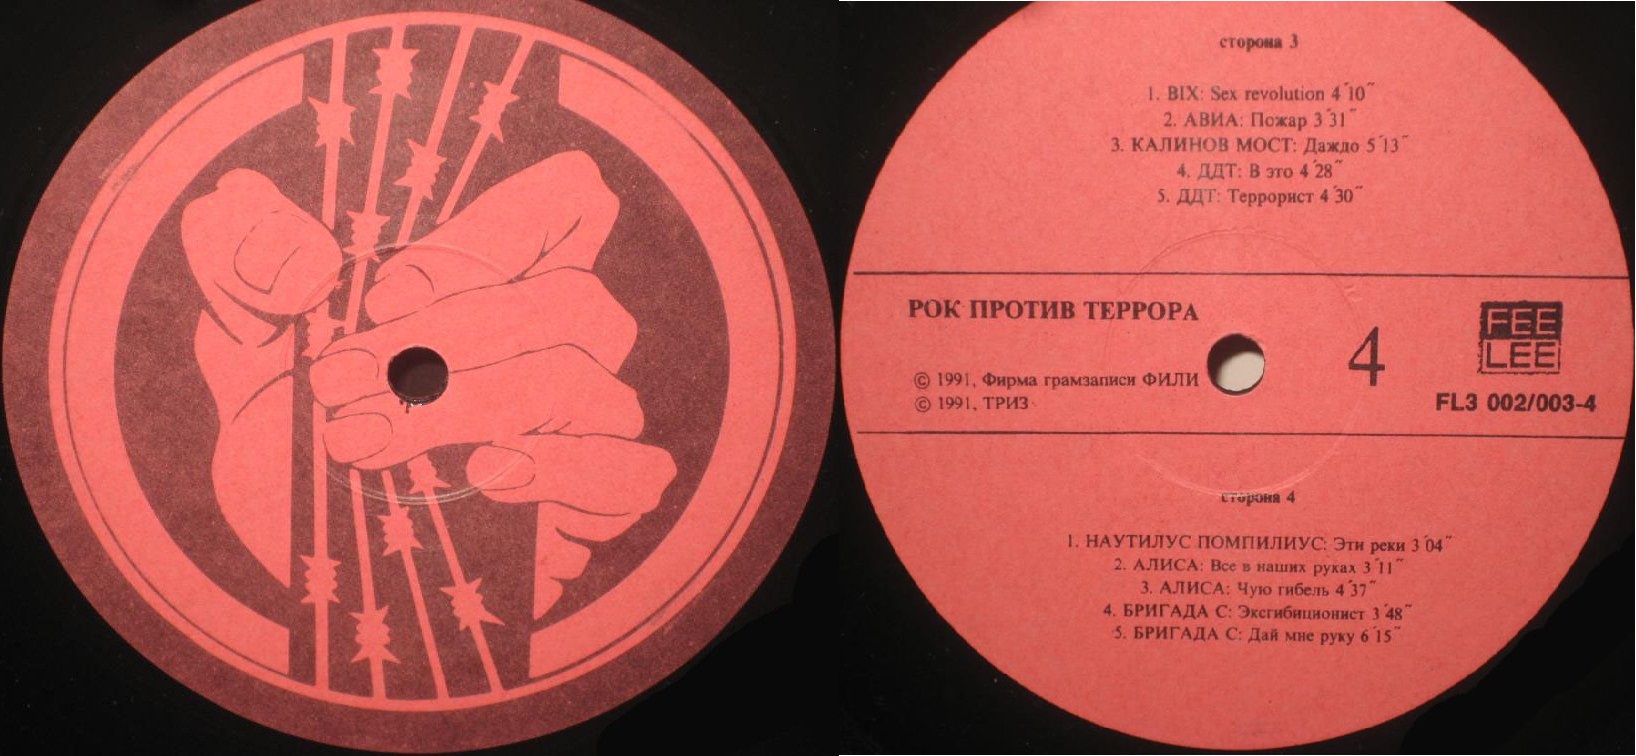 сторона 3
1. BIX: Sex revolution 4´10˝
2. АВИА: Пожар 3´31˝
3. КАЛИНОВ МОСТ: Даждо 5´13˝
4. ДДТ: В это 4´28˝
5. ДДТ: Террорист 4´30˝
РОК ПРОТИВ ТЕРРОРА
4
FEE
LEE
© 1991, Фирма грамзаписи ФИЛИ
© 1991, ТРИЗ
FL3 002/003-4
сторона 4
1. НАУТИЛУС ПОМПИЛИУС: Эти реки 3´04˝
2. АЛИСА: Все в наших руках 3´11˝
3. АЛИСА: Чую гибель 4´37˝
4. БРИГАДА С: Эксгибиционист 3´48˝
5. БРИГАДА С: Дай мне руку 6´15˝